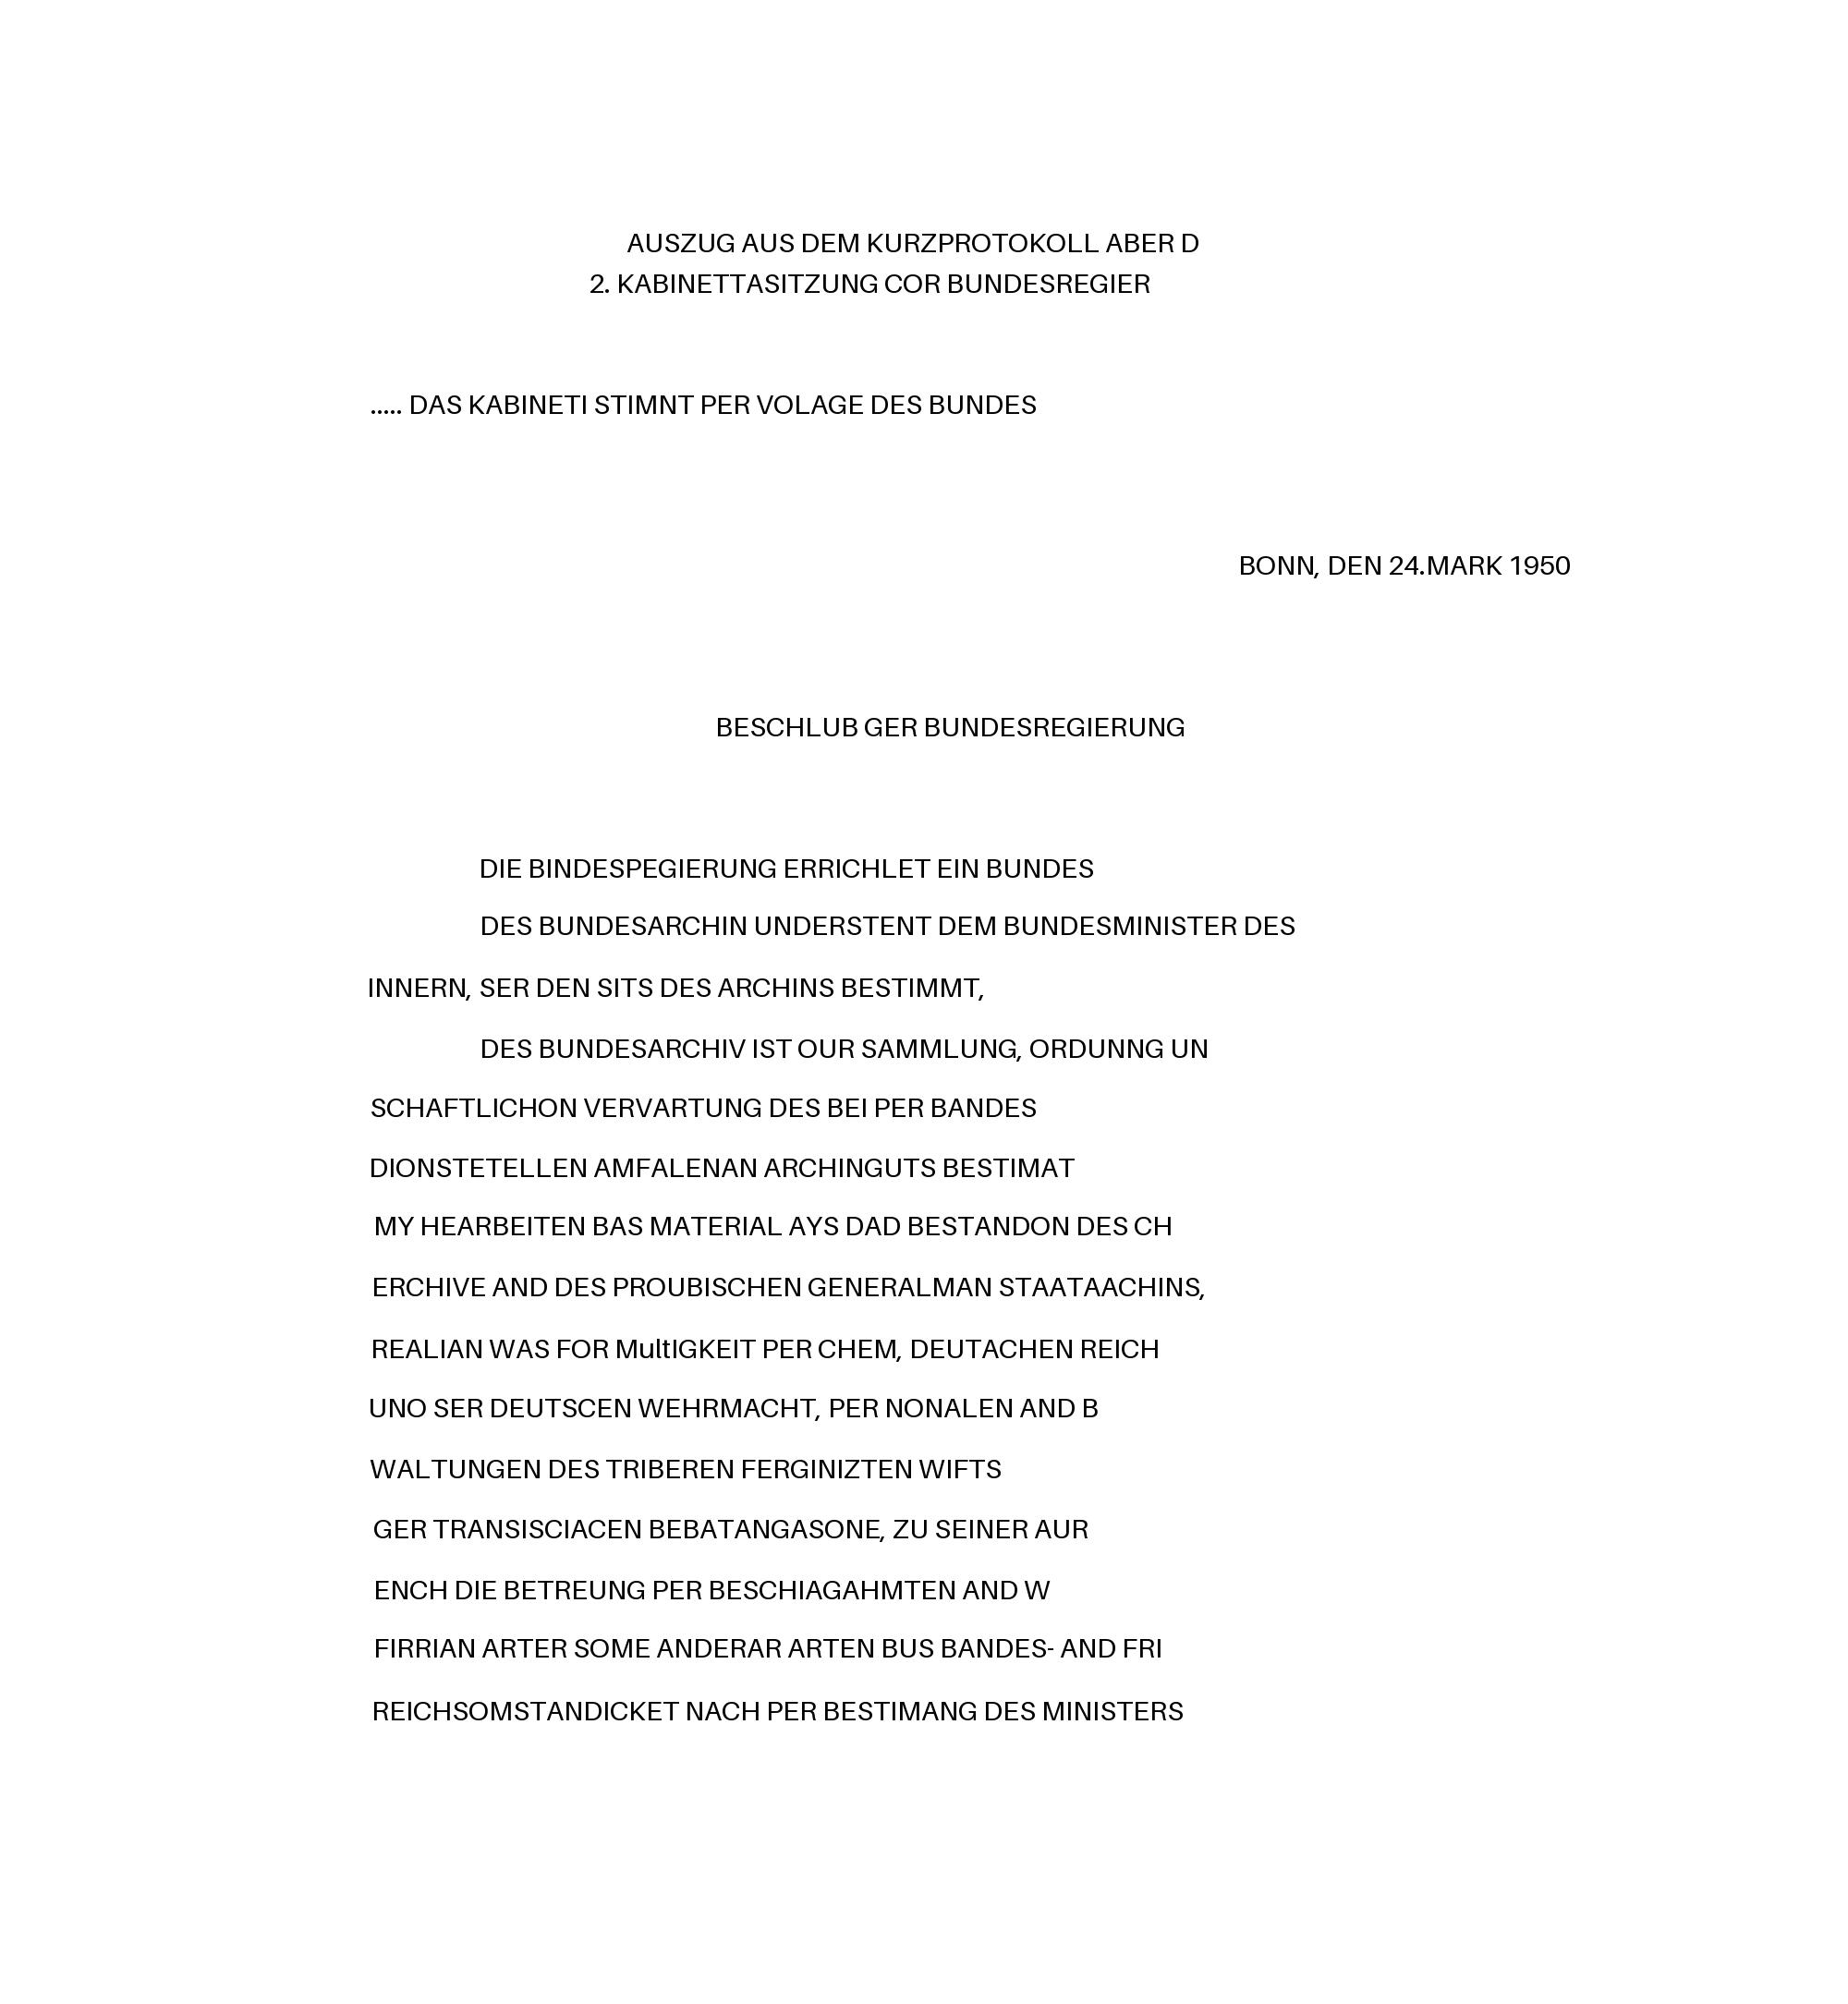 AUSZUG AUS DEM KURZPROTOKOLL ABER D
2. KABINETTASITZUNG COR BUNDESREGIER
..... DAS KABINETI STIMNT PER VOLAGE DES BUNDES
BONN, DEN 24.MARK 1950
BESCHLUB GER BUNDESREGIERUNG
DIE BINDESPEGIERUNG ERRICHLET EIN BUNDES
DES BUNDESARCHIN UNDERSTENT DEM BUNDESMINISTER DES
INNERN, SER DEN SITS DES ARCHINS BESTIMMT,
DES BUNDESARCHIV IST OUR SAMMLUNG, ORDUNNG UN
SCHAFTLICHON VERVARTUNG DES BEI PER BANDES
DIONSTETELLEN AMFALENAN ARCHINGUTS BESTIMAT
MY HEARBEITEN BAS MATERIAL AYS DAD BESTANDON DES CH
ERCHIVE AND DES PROUBISCHEN GENERALMAN STAATAACHINS,
REALIAN WAS FOR MultIGKEIT PER CHEM, DEUTACHEN REICH
UNO SER DEUTSCEN WEHRMACHT, PER NONALEN AND B
WALTUNGEN DES TRIBEREN FERGINIZTEN WIFTS
GER TRANSISCIACEN BEBATANGASONE, ZU SEINER AUR
ENCH DIE BETREUNG PER BESCHIAGAHMTEN AND W
FIRRIAN ARTER SOME ANDERAR ARTEN BUS BANDES- AND FRI
REICHSOMSTANDICKET NACH PER BESTIMANG DES MINISTERS